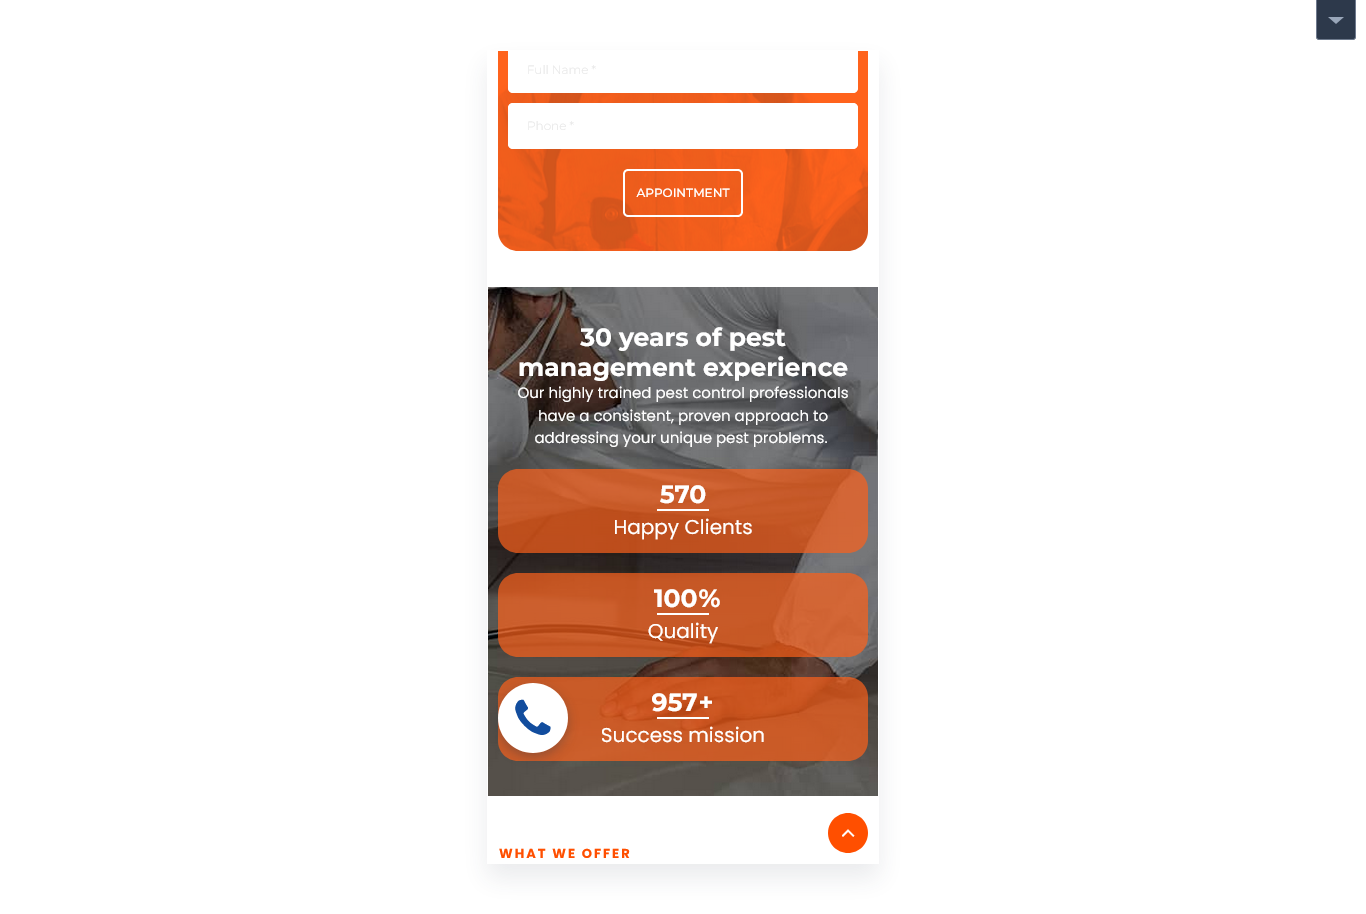 Full Name *
Phone *
APPOINTMENT
30 years of pest
management experience
Our highly trained pest control professionals
have a consistent, proven approach to
addressing your unique pest problems.
570
Happy Clients
100%
Quality
957+
Success mission
WHAT WE OFFER